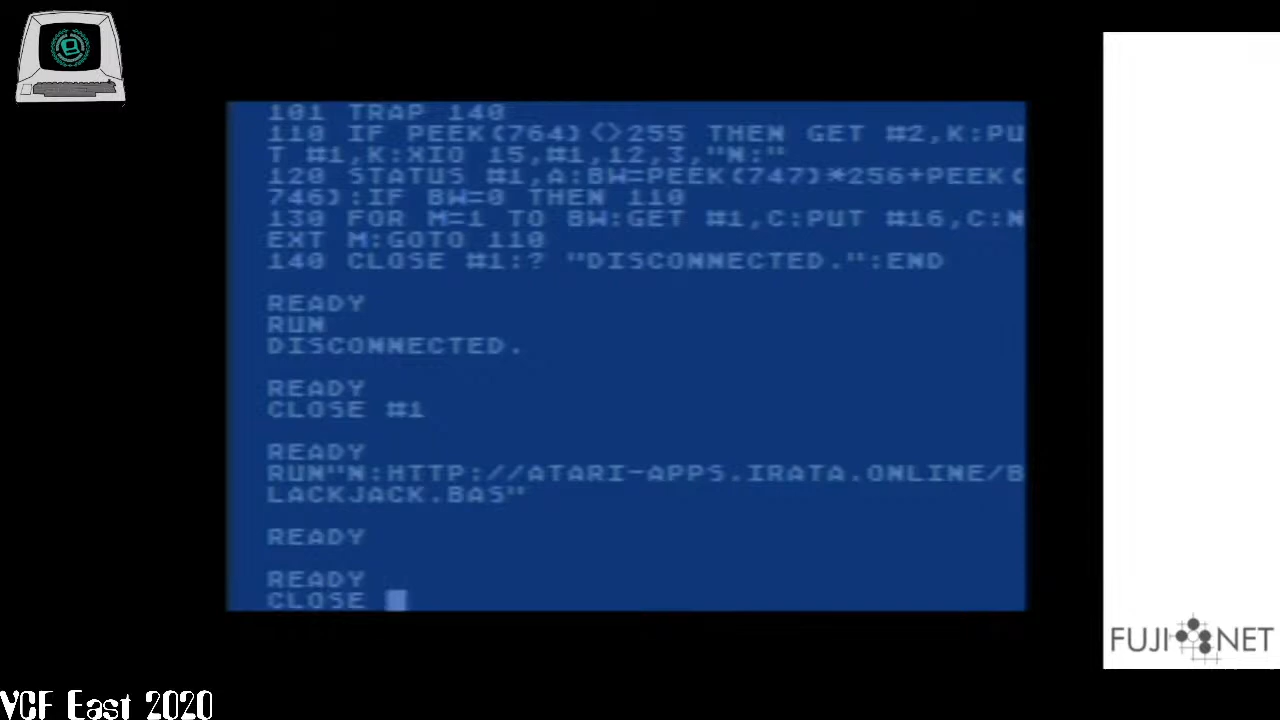 101 TRAP 140
110 IF PEEK(764)<>255 THEN GET #2,K:PU
T #1,K:XIO 15,#1,12,3,"N:"
120 STATUS #1,A:BW=PEEK(747)*256+PEEK(
746):IF BW=0 THEN 110
130 FOR M=1 TO BW:GET #1,C:PUT #16,C:N
EXT M:GOTO 110
140 CLOSE #1:? "DISCONNECTED.":END
READY
RUN
DISCONNECTED.
READY
CLOSE #1
READY
RUN"N:HTTP://ATARI-APPS.IRATA.ONLINE/B
LACKJACK.BAS"
READY
READY
CLOSE
FUJINET
VCF East 2020